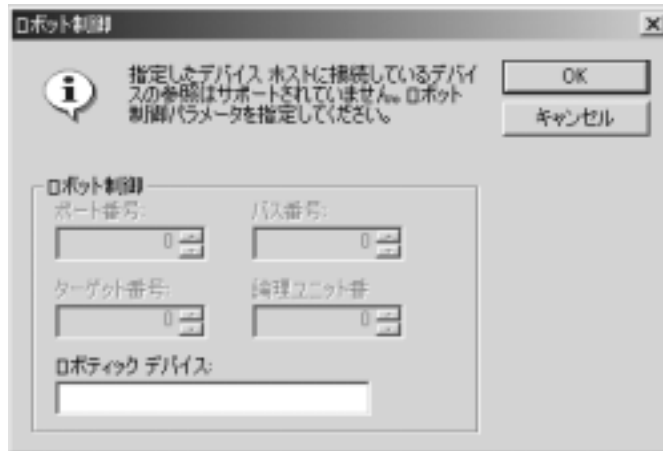 ロボット制御
指定したデバイス ホストに接続しているデバイ
スの参照はサポートされていません。ロボット
制御パラメータを指定してください。
OK
キャンセル
ロボット制御
ポート番号:
バス番号:
0
0
ターゲット番号:
論理ユニット番
0
0
ロボティック デバイス: